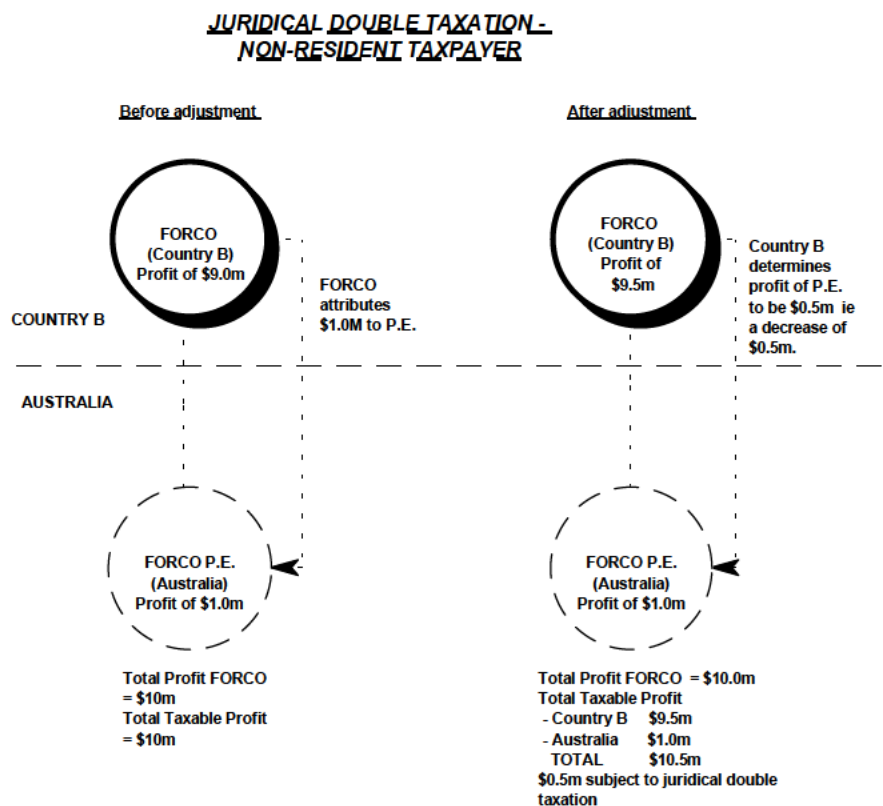 JURIDICAL DOUBLE TAXATION -
NON-RESIDENT TAXPAYER
Before adjustment
After adjustment
FORCO
(Country B)
Profit of $9.0m
FORCO
attributes
$1.0M to P.E.
FORCO
(Country B)
Profit of
$9.5m
Country B
determines
profit of P.E.
to be $0.5m ie
a decrease of
$0.5m.
COUNTRY B
AUSTRALIA
FORCO P.E.
(Australia)
Profit of $1.0m
FORCO P.E.
(Australia)
Profit of $1.0m
Total Profit FORCO
= $10m
Total Taxable Profit
= $10m
Total Profit FORCO = $10.0m
Total Taxable Profit
- Country B $9.5m
- Australia $1.0m
TOTAL $10.5m
$0.5m subject to juridical double
taxation